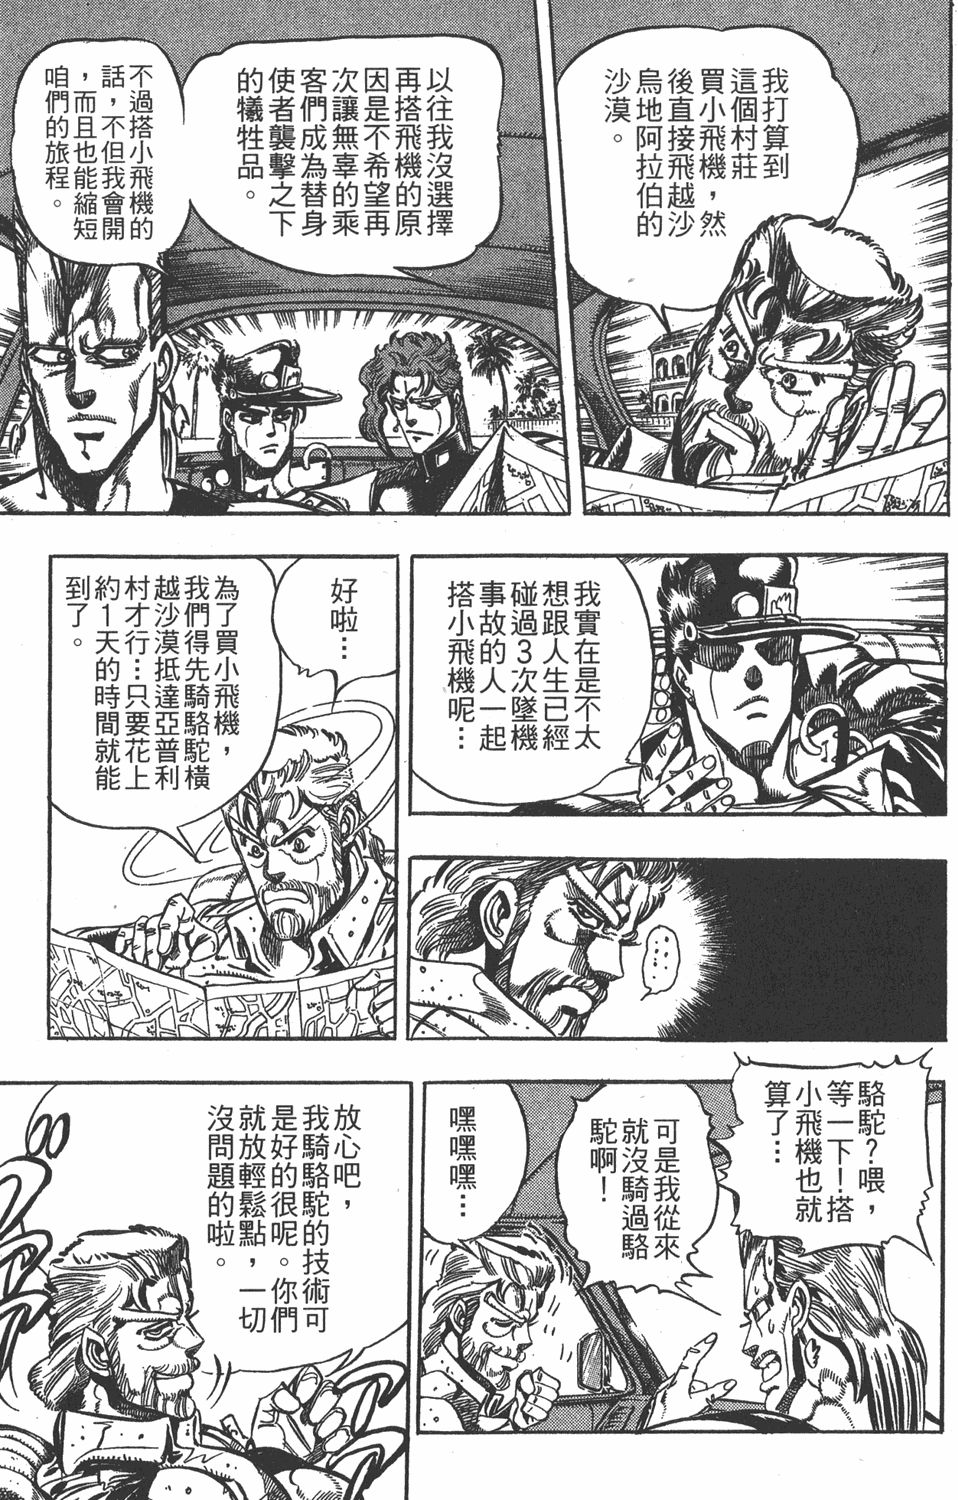 我打算到
這個村莊
買小飛機，然
後直接飛越沙
烏地阿拉伯的
沙漠。
以往我沒選擇
再搭飛機的原
因是不希望再
次讓無辜的乘
客們成為替身
使者襲擊之下
的犧牲品。
不過搭小飛機的
話，不但我會開
，而且也能縮短
咱們的旅程。
我實在是不太
想跟人生已經
碰過3次墜機
事故的人一起
搭小飛機呢…
……
好啦…
為了買小飛機，
我們得先騎駱駝橫
越沙漠抵達亞普利
村才行…只要花上
約1天的時間就能
到了。
駱駝？喂，
等一下！搭
小飛機也就
算了…
可是我從來
就沒騎過駱
駝啊！
嘿嘿嘿…
放心吧，
我騎駱駝的技術可
是好的很呢。你們
就放輕鬆點，一切
沒問題的啦。